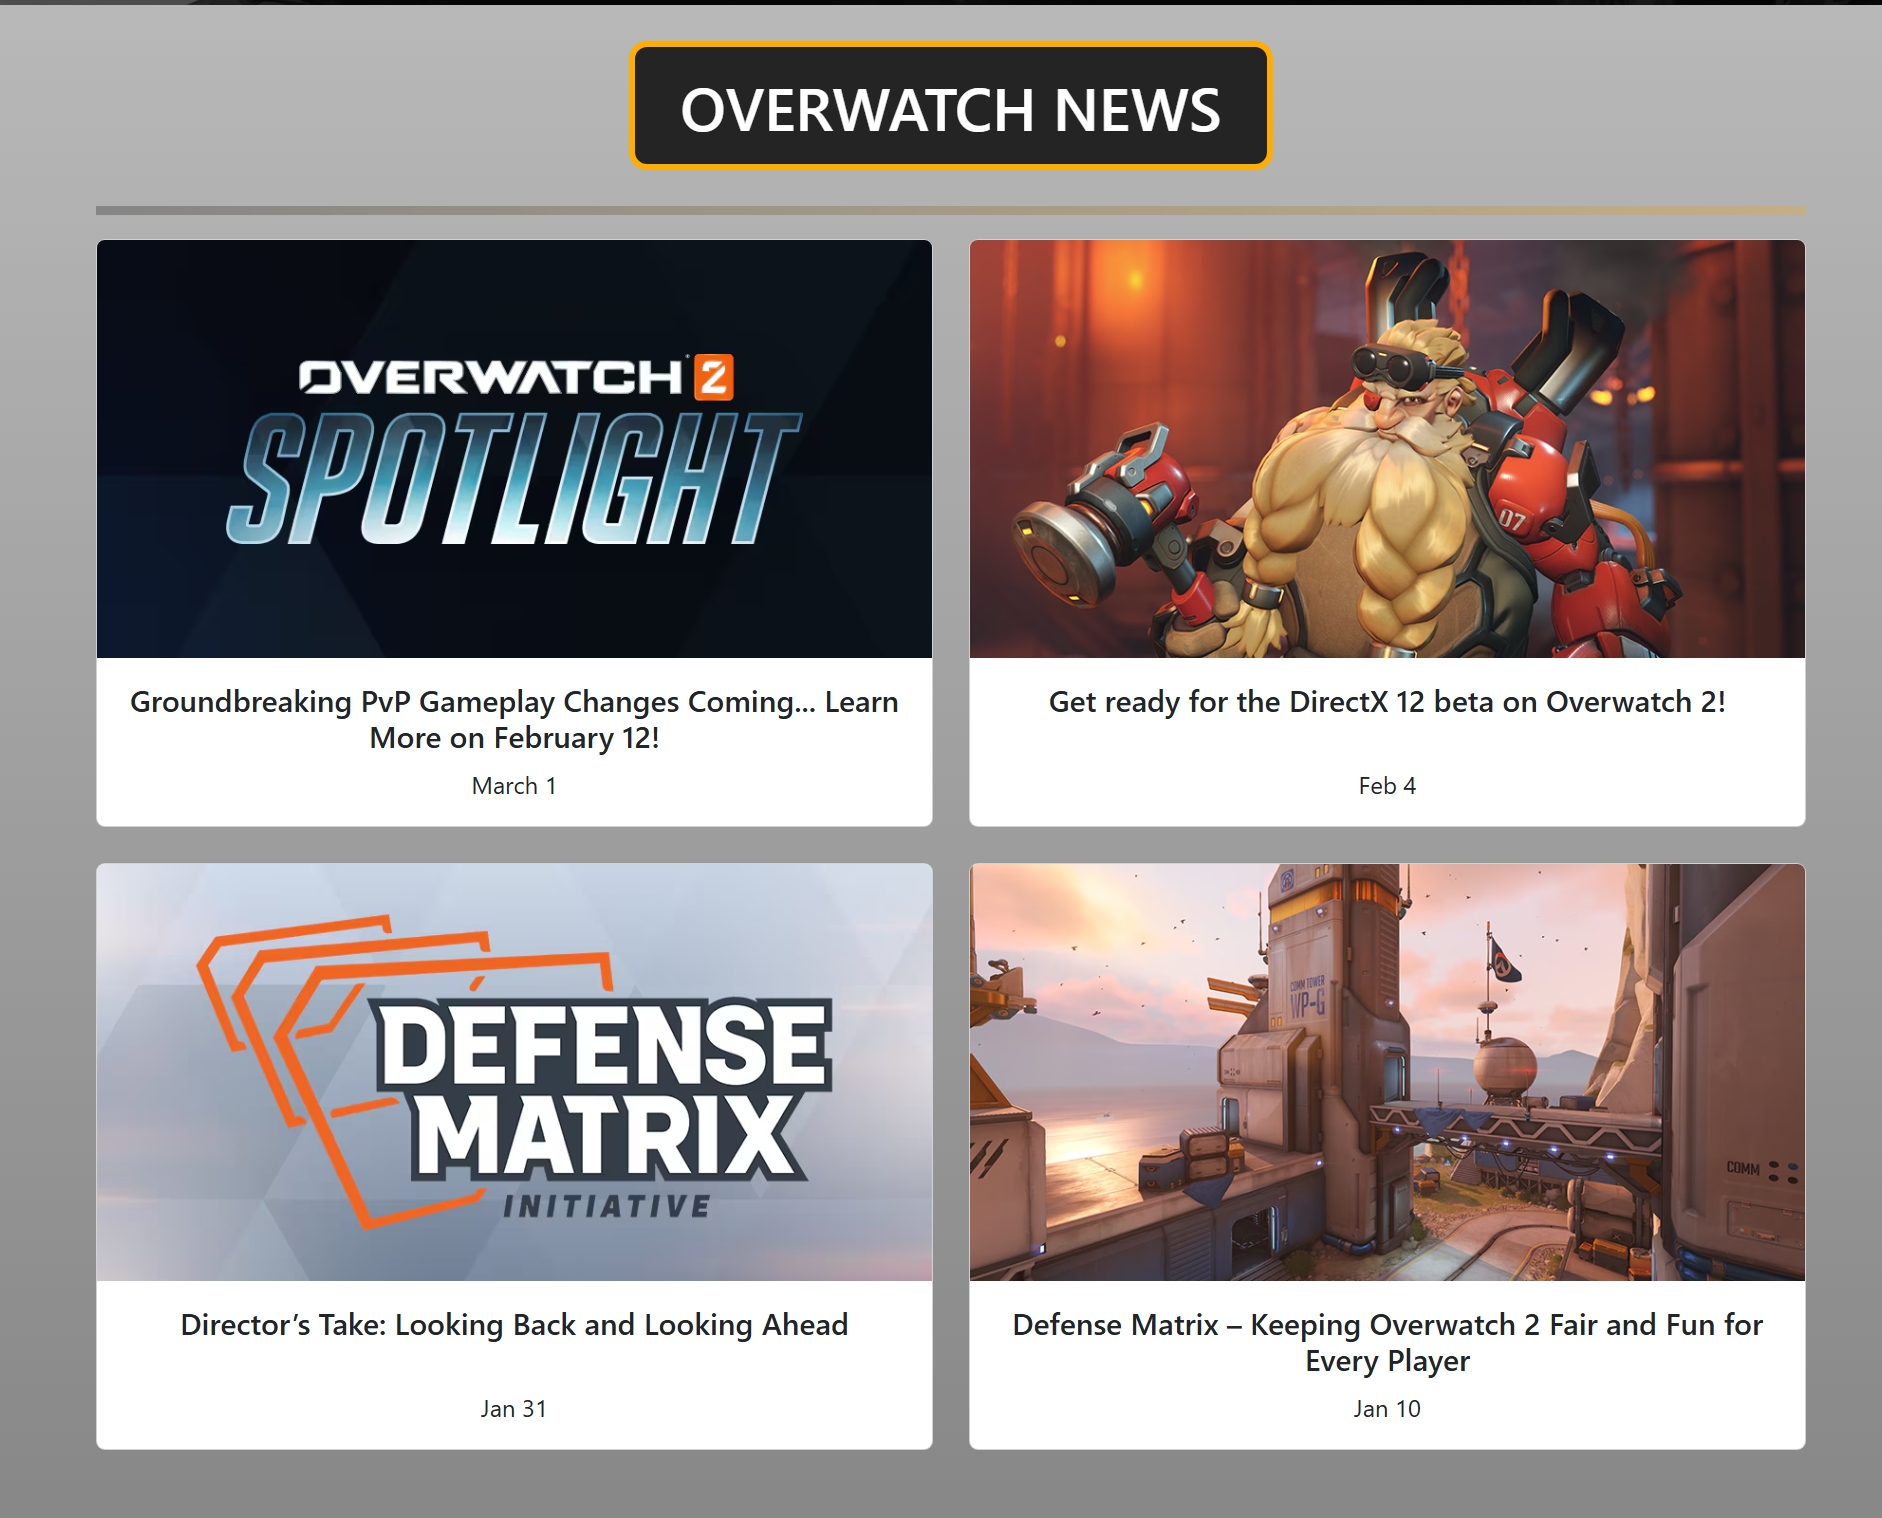 OVERWATCH NEWS
OVERWATCH 2
SPOTLIGHT
Groundbreaking PvP Gameplay Changes Coming... Learn
More on February 12!
March 1
07
Get ready for the DirectX 12 beta on Overwatch 2!
Feb 4
DEFENSE
MATRIX
INITIATIVE
Director’s Take: Looking Back and Looking Ahead
Jan 31
COMM TOWER
WP-G
COMM
Defense Matrix – Keeping Overwatch 2 Fair and Fun for
Every Player
Jan 10